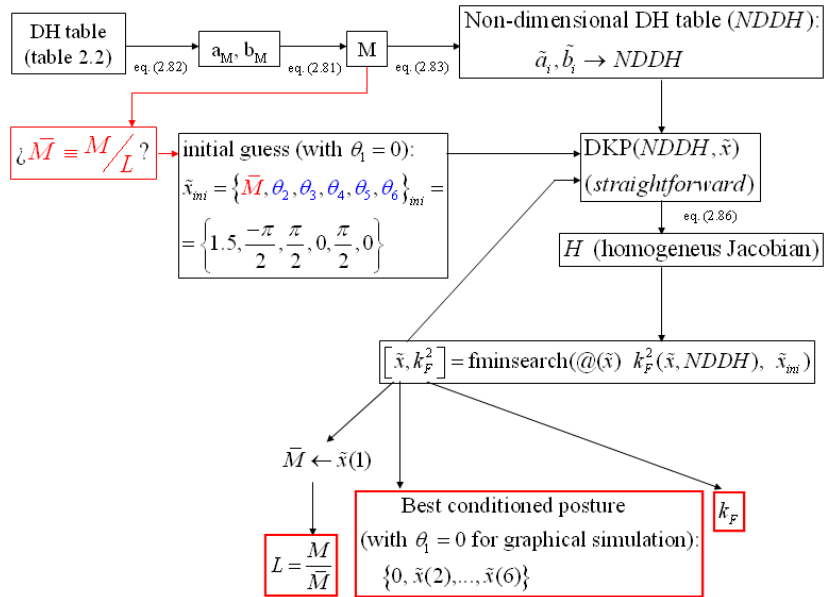 DH table
(table 2.2)
eq. (2.82)
a_M, b_M
eq. (2.81)
M
eq. (2.83)
Non-dimensional DH table (NDDH):
ã_i, b̃_i → NDDH
¿ M̄ ≡ M/L ?
initial guess (with θ_1 = 0):
x̃_ini = {M̄, θ_2, θ_3, θ_4, θ_5, θ_6}_ini =
= {1.5, -π/2, π/2, 0, π/2, 0}
DKP(NDDH, x̃)
(straightforward)
eq. (2.86)
H (homogeneus Jacobian)
[x̃, k_F^2] = fminsearch(@(x̃) k_F^2(x̃, NDDH), x̃_ini)
M̄ ← x̃(1)
L = M/M̄
Best conditioned posture
(with θ_1 = 0 for graphical simulation):
{0, x̃(2),..., x̃(6)}
k_F